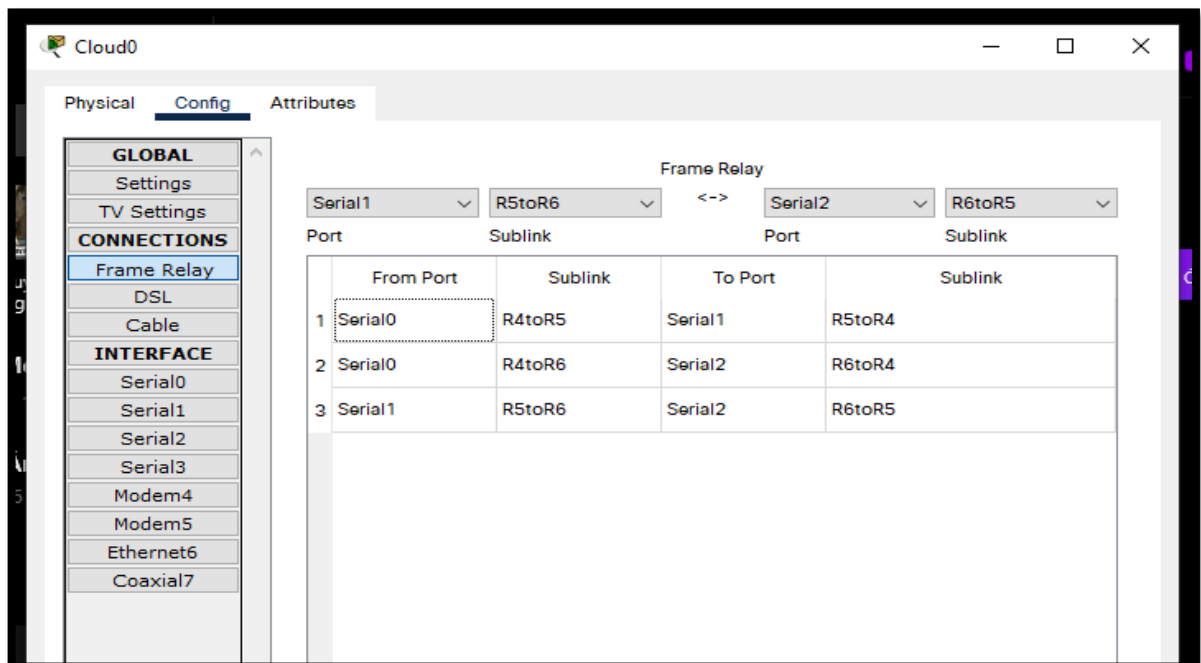 Cloud0
Physical Config Attributes
GLOBAL
Settings
TV Settings
CONNECTIONS
Frame Relay
DSL
Cable
INTERFACE
Serial0
Serial1
Serial2
Serial3
Modem4
Modem5
Ethernet6
Coaxial7
Frame Relay
Serial1 R5toR6 <-> Serial2 R6toR5
Port Sublink Port Sublink
From Port Sublink To Port Sublink
1 Serial0 R4toR5 Serial1 R5toR4
2 Serial0 R4toR6 Serial2 R6toR4
3 Serial1 R5toR6 Serial2 R6toR5